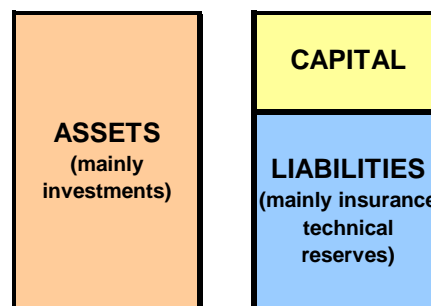 ASSETS
(mainly
investments)
CAPITAL
LIABILITIES
(mainly insurance
technical
reserves)